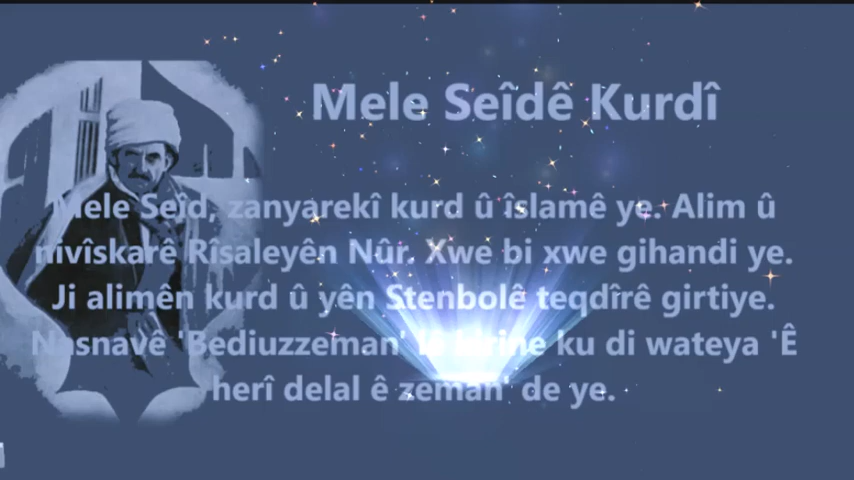 Mele Seîdê Kurdî
Mele Seîd, zanyarekî kurd û îslamê ye. Alim û
nivîskarê Rîsaleyên Nûr. Xwe bi xwe gihandi ye.
Ji alimên kurd û yên Stenbolê teqdîrê girtiye.
Nasnavê 'Bediuzzeman' lê kirine ku di wateya 'Ê
herî delal ê zeman' de ye.